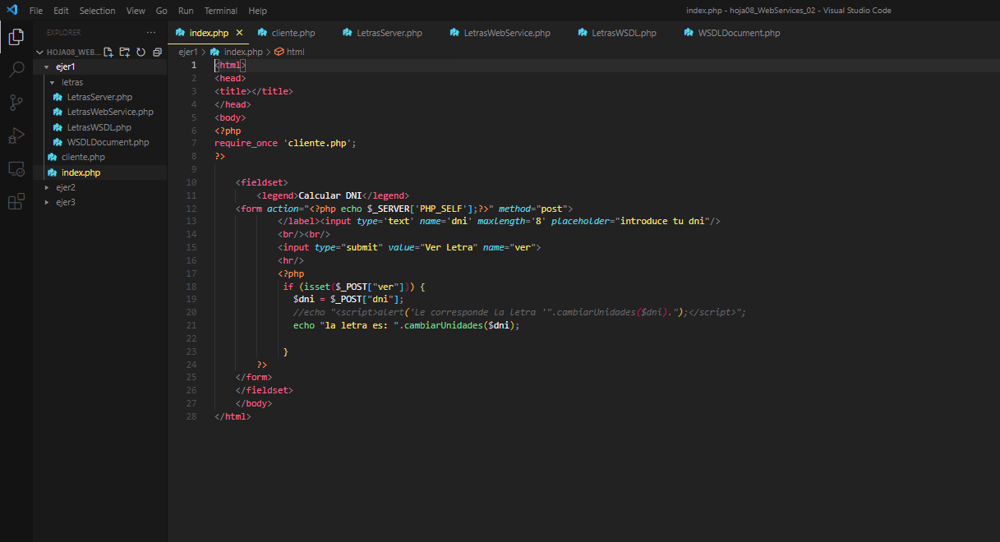 File Edit Selection View Go Run Terminal Help
index.php - hoja08_WebServices_02 - Visual Studio Code
EXPLORER ...
HOJA08_WEB...
ejer1
letras
LetrasServer.php
LetrasWebService.php
LetrasWSDL.php
WSDLDocument.php
cliente.php
index.php
ejer2
ejer3
index.php cliente.php LetrasServer.php LetrasWebService.php LetrasWSDL.php WSDLDocument.php
ejer1 > index.php > html
1 <html>
2 <head>
3 <title></title>
4 </head>
5 <body>
6 <?php
7 require_once 'cliente.php';
8 ?>
9
10 <fieldset>
11 <legend>Calcular DNI</legend>
12 <form action="<?php echo $_SERVER['PHP_SELF'];?>" method="post">
13 </label><input type='text' name='dni' maxlength='8' placeholder="introduce tu dni"/>
14 <br/><br/>
15 <input type="submit" value="Ver Letra" name="ver">
16 <hr/>
17 <?php
18 if (isset($_POST["ver"])) {
19 $dni = $_POST["dni"];
20 //echo "<script>alert('le corresponde la letra '".cambiarUnidades($dni).");</script>";
21 echo "la letra es: ".cambiarUnidades($dni);
22
23 }
24 ?>
25 </form>
26 </fieldset>
27 </body>
28 </html>